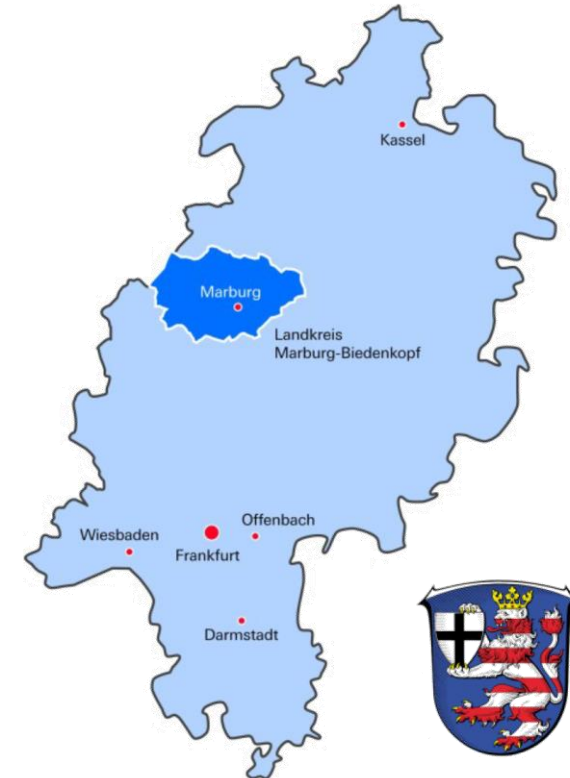 Kassel
Marburg
Landkreis
Marburg-Biedenkopf
Offenbach
Wiesbaden
Frankfurt
Darmstadt